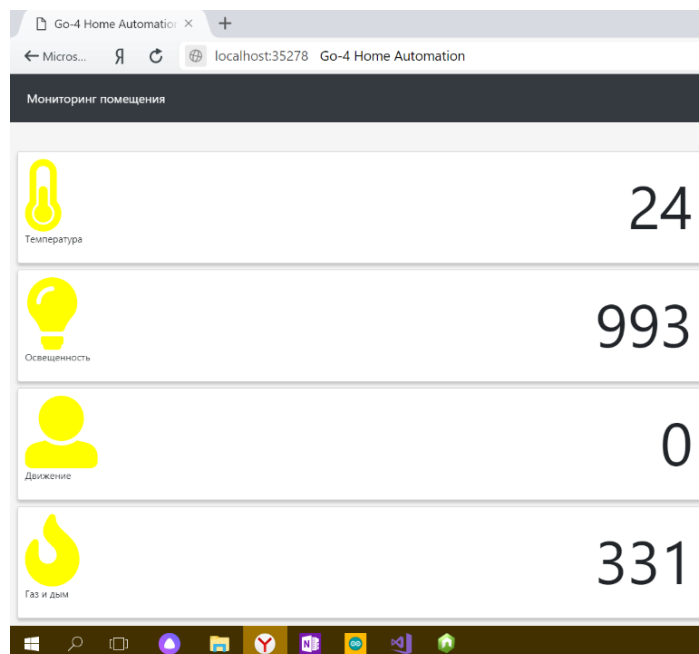 Go-4 Home Automation
Micros... localhost:35278 Go-4 Home Automation
Мониторинг помещения
24
Температура
993
Освещенность
0
Движение
331
Газ и дым